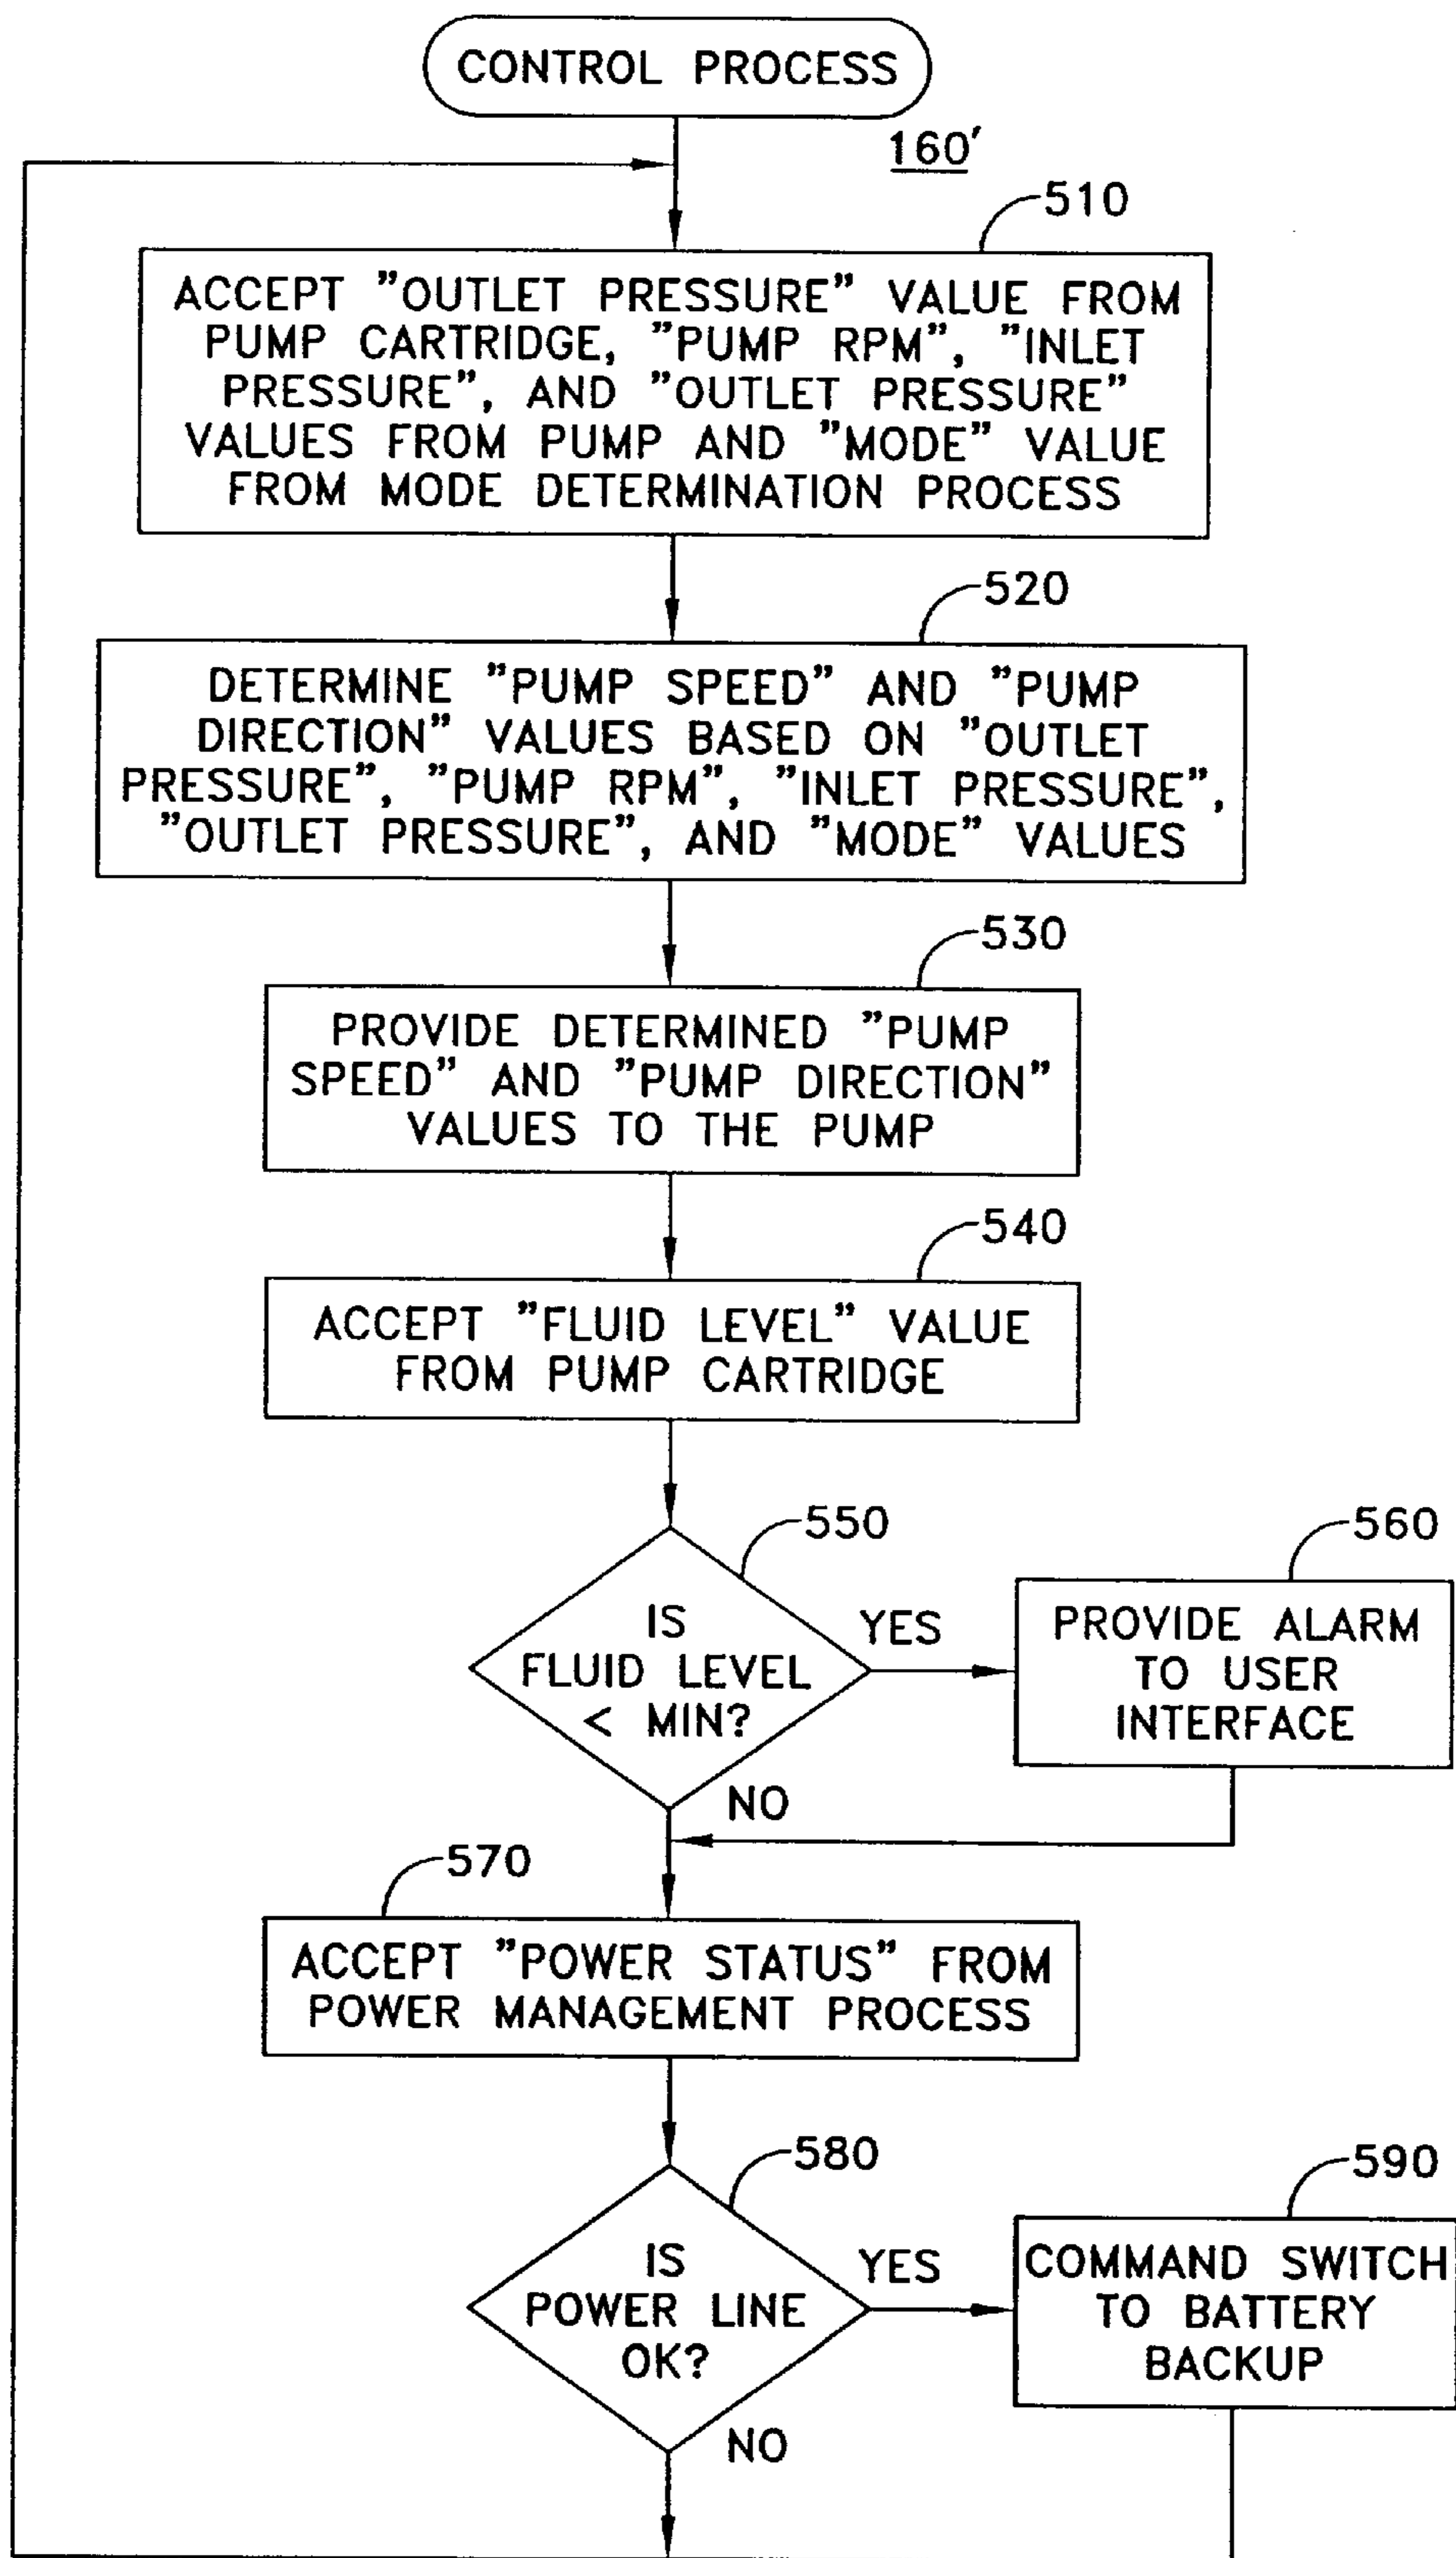 CONTROL PROCESS
160'
510
ACCEPT "OUTLET PRESSURE" VALUE FROM
PUMP CARTRIDGE, "PUMP RPM", "INLET
PRESSURE", AND "OUTLET PRESSURE"
VALUES FROM PUMP AND "MODE" VALUE
FROM MODE DETERMINATION PROCESS
520
DETERMINE "PUMP SPEED" AND "PUMP
DIRECTION" VALUES BASED ON "OUTLET
PRESSURE", "PUMP RPM", "INLET PRESSURE",
"OUTLET PRESSURE", AND "MODE" VALUES
530
PROVIDE DETERMINED "PUMP
SPEED" AND "PUMP DIRECTION"
VALUES TO THE PUMP
540
ACCEPT "FLUID LEVEL" VALUE
FROM PUMP CARTRIDGE
550
IS
FLUID LEVEL
< MIN?
YES
560
PROVIDE ALARM
TO USER
INTERFACE
NO
570
ACCEPT "POWER STATUS" FROM
POWER MANAGEMENT PROCESS
580
IS
POWER LINE
OK?
YES
590
COMMAND SWITCH
TO BATTERY
BACKUP
NO